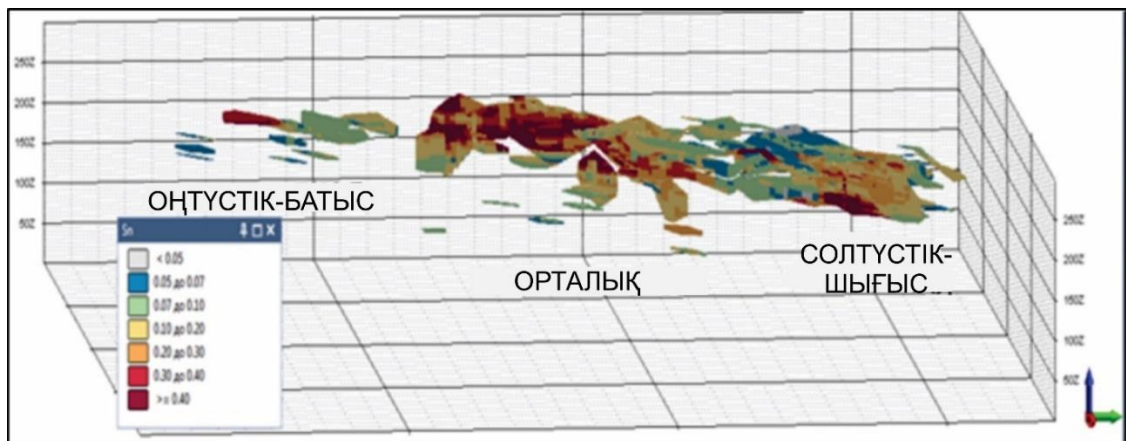 250Z
200Z
150Z
100Z
50Z
ОҢТҮСТІК-БАТЫС
ОРТАЛЫҚ
СОЛТҮСТІК-
ШЫҒЫС
250Z
200Z
150Z
100Z
50Z
Sn
< 0.05
0.05 до 0.07
0.07 до 0.10
0.10 до 0.20
0.20 до 0.30
0.30 до 0.40
>= 0.40